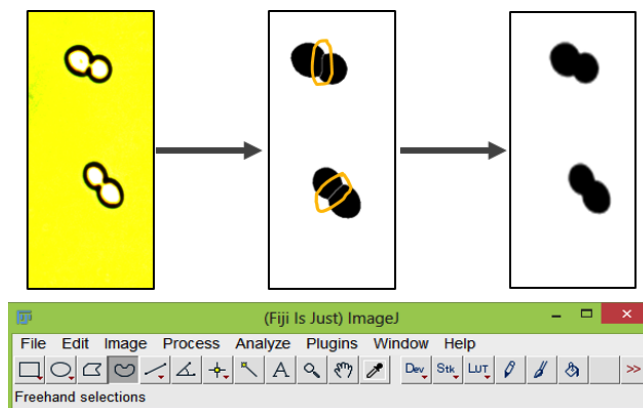 (Fiji Is Just) ImageJ
File Edit Image Process Analyze Plugins Window Help
A Dev Stk LUT >>
Freehand selections